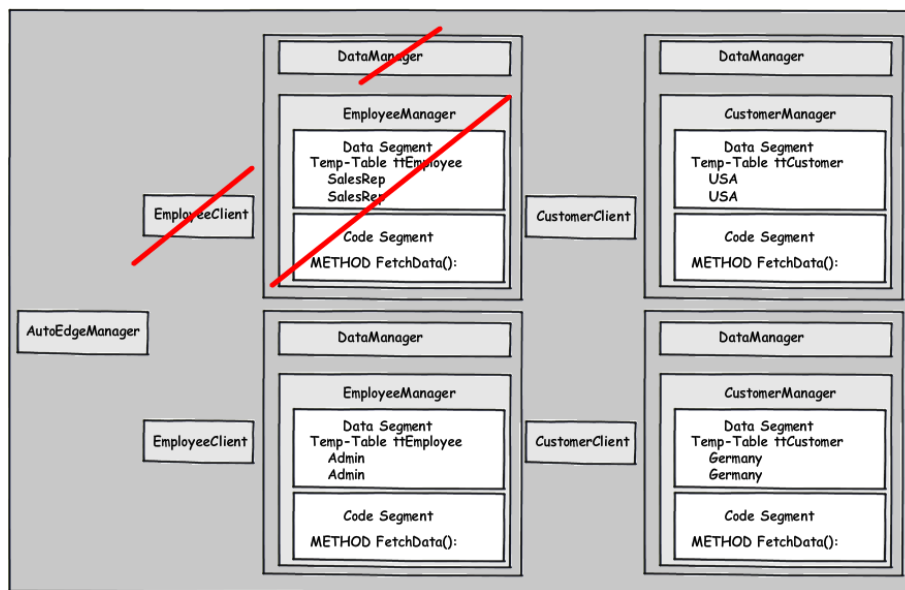 DataManager
EmployeeManager
Data Segment
Temp-Table ttEmployee
SalesRep
SalesRep
Code Segment
METHOD FetchData():
EmployeeClient
DataManager
CustomerManager
Data Segment
Temp-Table ttCustomer
USA
USA
Code Segment
METHOD FetchData():
CustomerClient
AutoEdgeManager
DataManager
EmployeeManager
Data Segment
Temp-Table ttEmployee
Admin
Admin
Code Segment
METHOD FetchData():
EmployeeClient
DataManager
CustomerManager
Data Segment
Temp-Table ttCustomer
Germany
Germany
Code Segment
METHOD FetchData():
CustomerClient